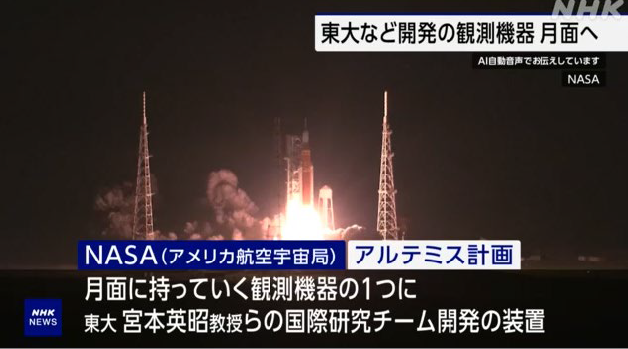 NHK
東大など開発の観測機器 月面へ
AI自動音声でお伝えしています
NASA
NASA(アメリカ航空宇宙局) アルテミス計画
月面に持っていく観測機器の1つに
東大 宮本英昭教授らの国際研究チーム開発の装置
NHK
NEWS